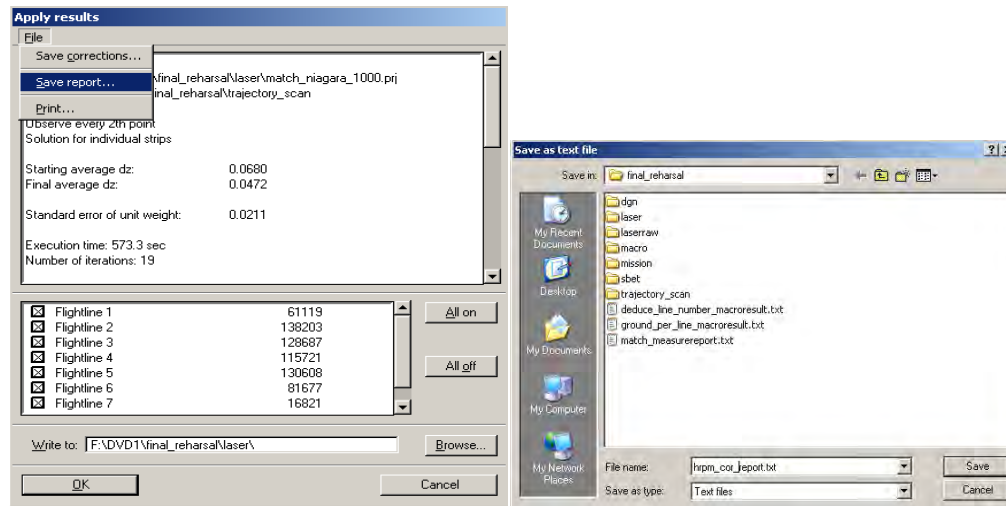 Apply results
File
Save corrections...
Save report...
Print...
\final_reharsal\laser\match_niagara_1000.prj
inal_reharsal\trajectory_scan
Observe every 2th point
Solution for individual strips
Starting average dz: 0.0680
Final average dz: 0.0472
Standard error of unit weight: 0.0211
Execution time: 573.3 sec
Number of iterations: 19
Flightline 1 61119
Flightline 2 138203
Flightline 3 128687
Flightline 4 115721
Flightline 5 130608
Flightline 6 81677
Flightline 7 16821
All on
All off
Write to: F:\DVD1\final_reharsal\laser\
Browse...
OK
Cancel
Save as text file
Save in: final_reharsal
My Recent
Documents
Desktop
My Documents
My Computer
My Network
Places
dgn
laser
laserraw
macro
mission
sbet
trajectory_scan
deduce_line_number_macroresult.txt
ground_per_line_macroresult.txt
match_measurereport.txt
File name: hrpm_cor_report.txt
Save
Save as type: Text files
Cancel